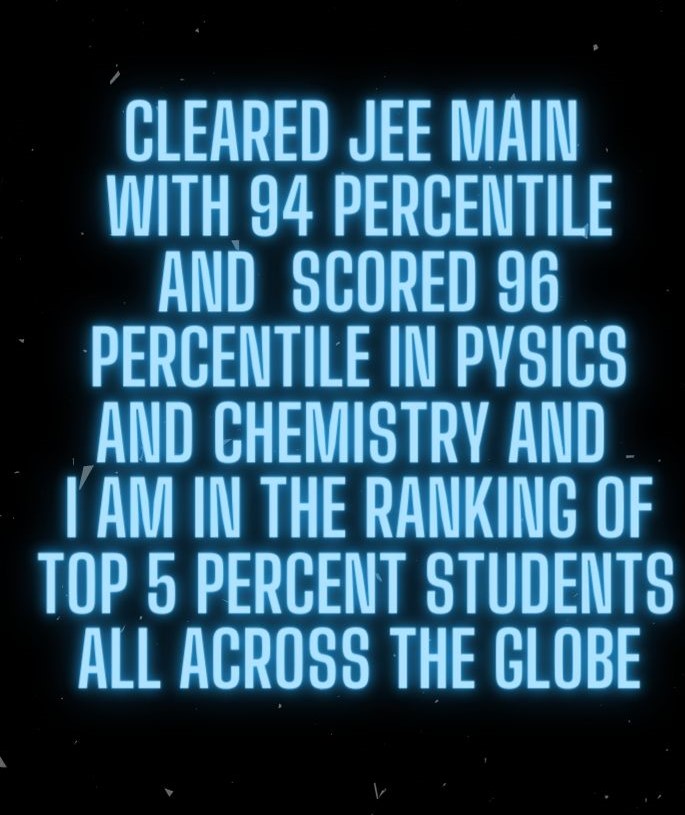 CLEARED JEE MAIN
WITH 94 PERCENTILE
AND SCORED 96
PERCENTILE IN PYSICS
AND CHEMISTRY AND
I AM IN THE RANKING OF
TOP 5 PERCENT STUDENTS
ALL ACROSS THE GLOBE